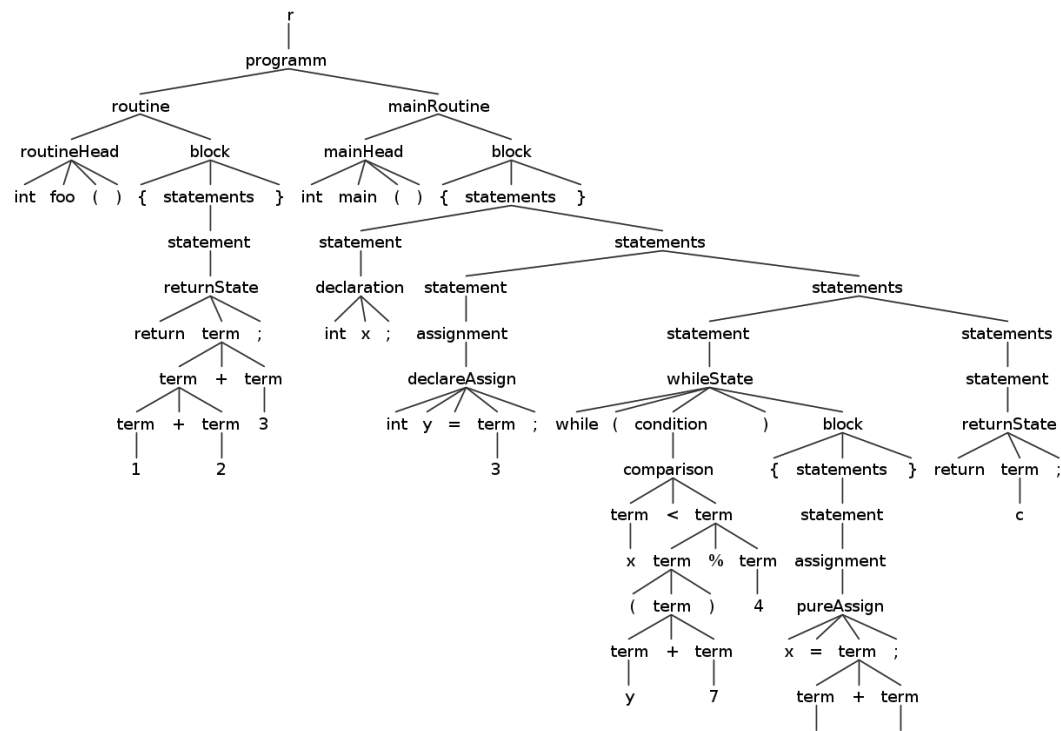 r
programm
routine mainRoutine
routineHead block mainHead block
int foo ( ) { statements } int main ( ) { statements }
statement statement statements
returnState declaration statement statements
return term ; int x ; assignment statement statements
term + term declareAssign whileState statement
term + term 3 int y = term ; while ( condition ) block returnState
1 2 3 comparison { statements } return term ;
term < term statement c
x term % term assignment
( term ) 4 pureAssign
term + term x = term ;
y 7 term + term